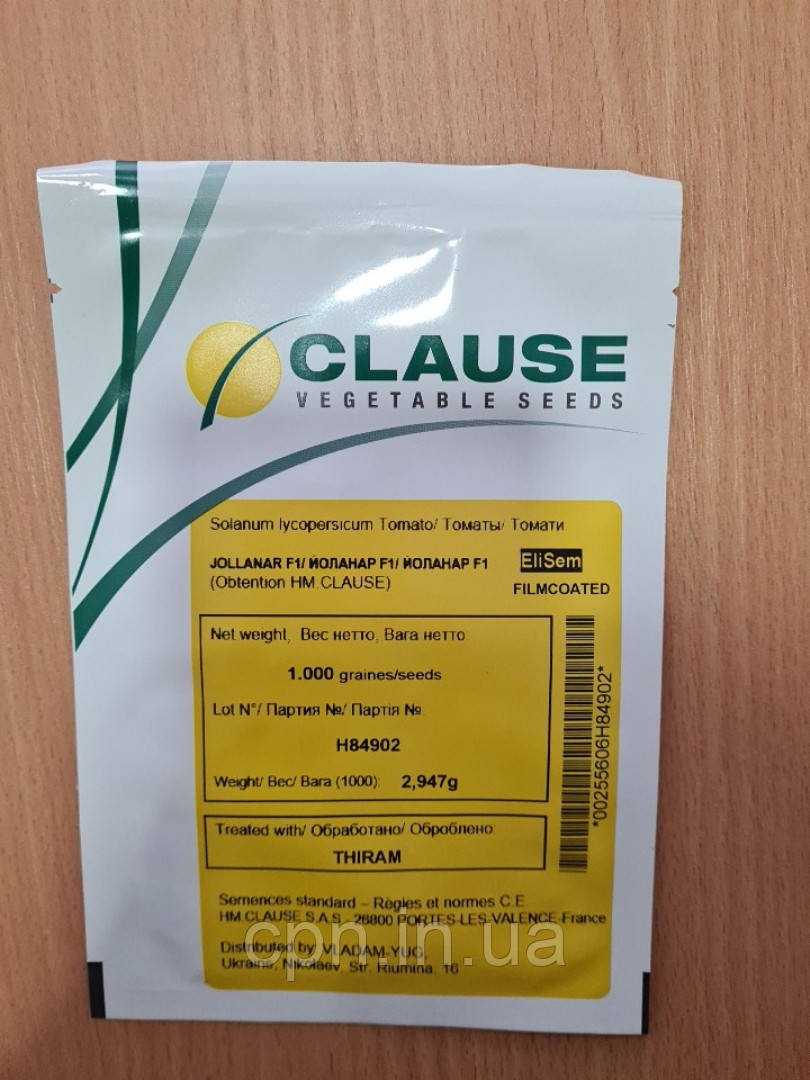 CLAUSE
VEGETABLE SEEDS
Solanum lycopersicum Tomato/ Томаты/ Томати
JOLLANAR F1/ ЙОЛАНАР F1/ ЙОЛАНАР F1
EliSem
(Obtention HM.CLAUSE)
FILMCOATED
Net weight, Вес нетто, Вага нетто:
1.000 graines/seeds
Lot N°/ Партия №/ Партія №
H84902
Weight/ Вес/ Вага (1000): 2,947g
*00255606H84902*
Treated with/ Обработано/ Оброблено:
THIRAM
Semences standard – Règles et normes C.E
HM.CLAUSE S.A.S - 26800 PORTES-LES-VALENCE-France
Distributed by: VLADAM-YUG,
Ukraine, Nikolaev, Str. Riumina, 16
cpn.in.ua